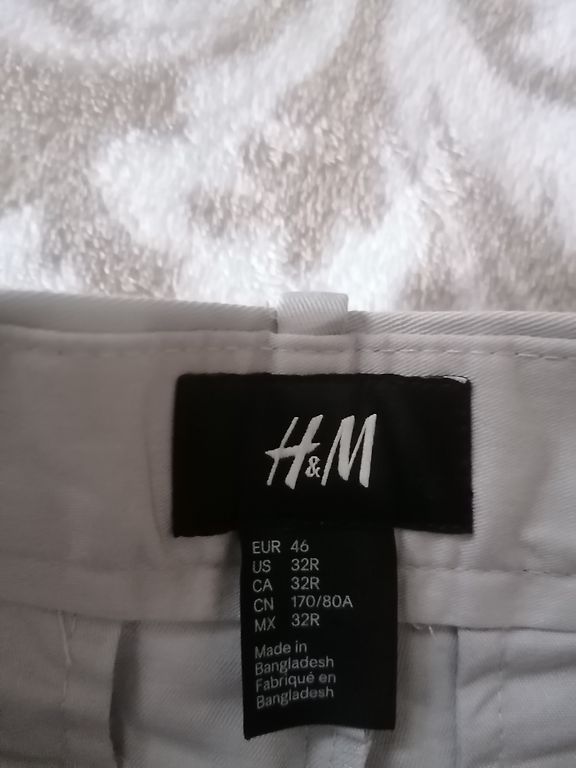 H&M
EUR 46
US 32R
CA 32R
CN 170/80A
MX 32R
Made in
Bangladesh
Fabriqué en
Bangladesh